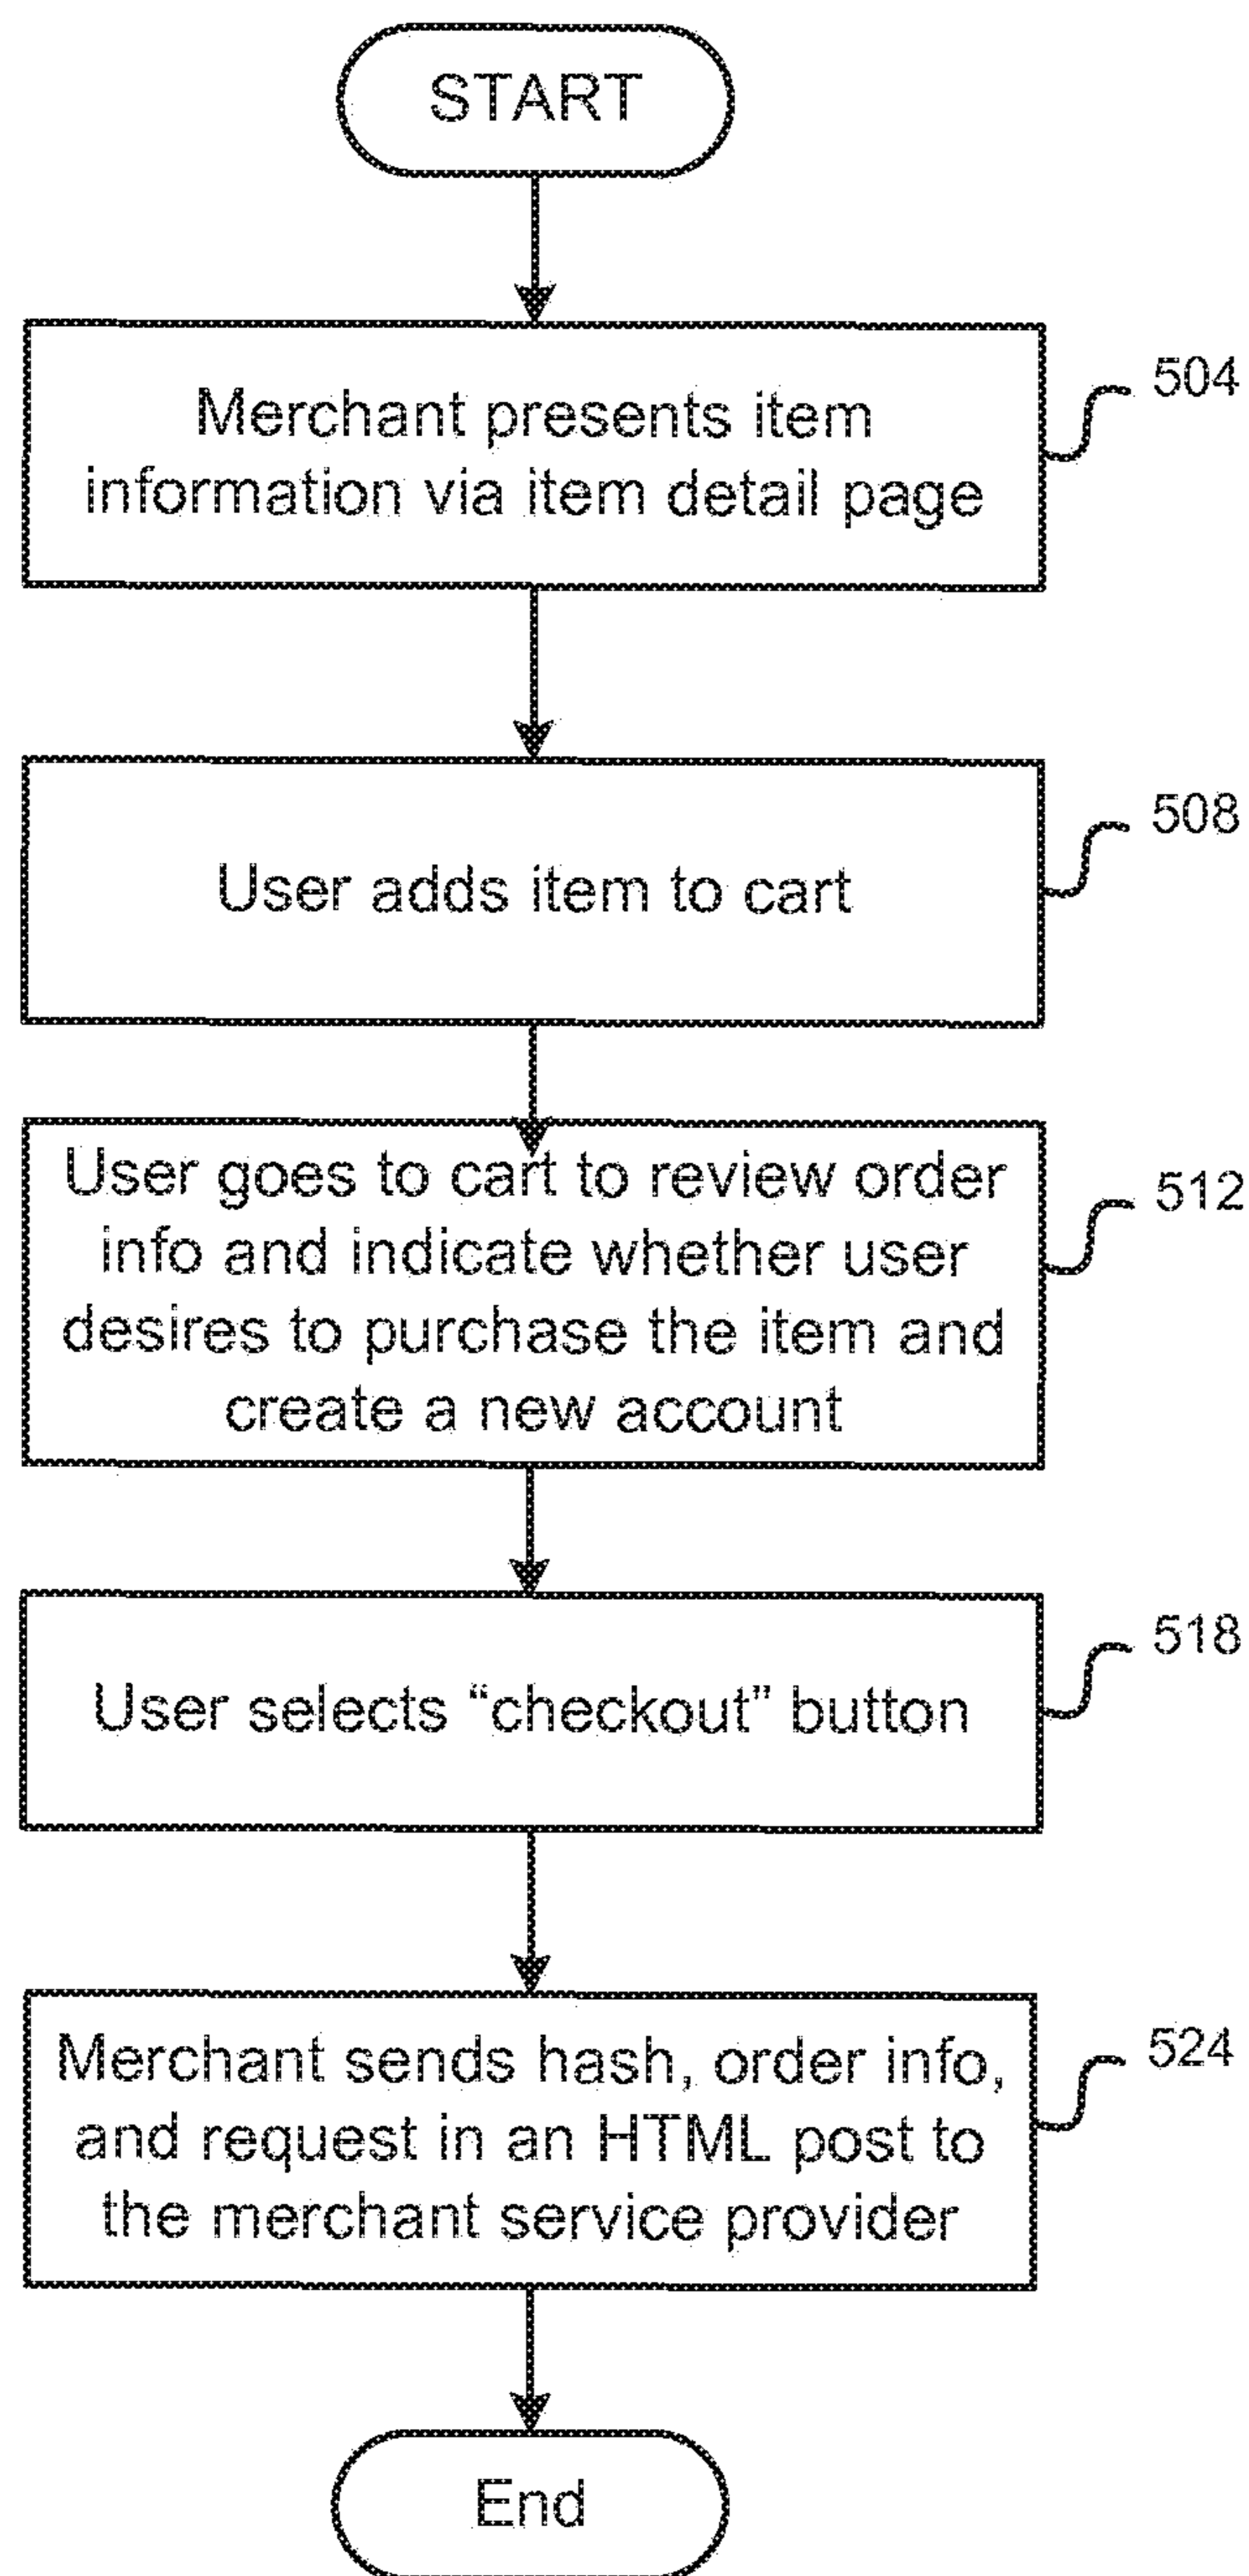 START
Merchant presents item
information via item detail page
504
User adds item to cart
508
User goes to cart to review order
info and indicate whether user
desires to purchase the item and
create a new account
512
User selects “checkout” button
518
Merchant sends hash, order info,
and request in an HTML post to
the merchant service provider
524
End